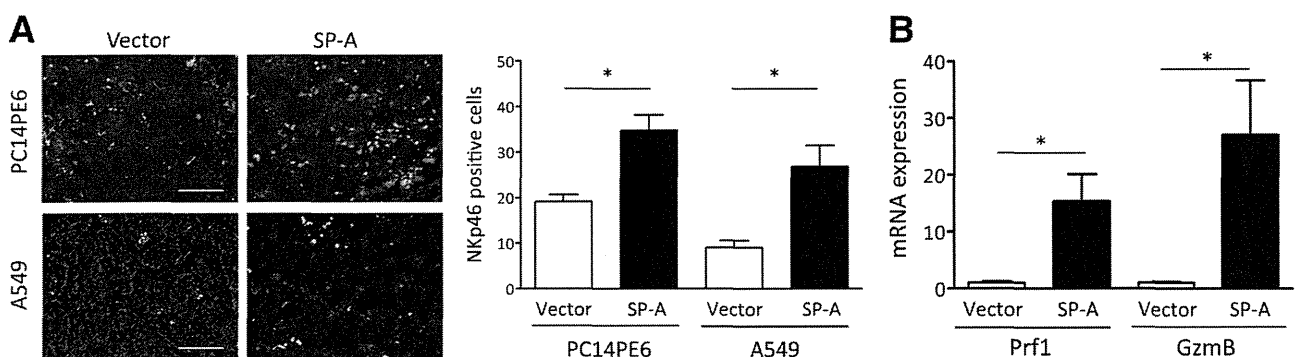 A
Vector
SP-A
PC14PE6
A549
NKp46 positive cells
50
40
30
20
10
0
*
*
Vector
SP-A
Vector
SP-A
PC14PE6
A549
B
mRNA expression
40
30
20
10
0
*
*
Vector
SP-A
Vector
SP-A
Prf1
GzmB